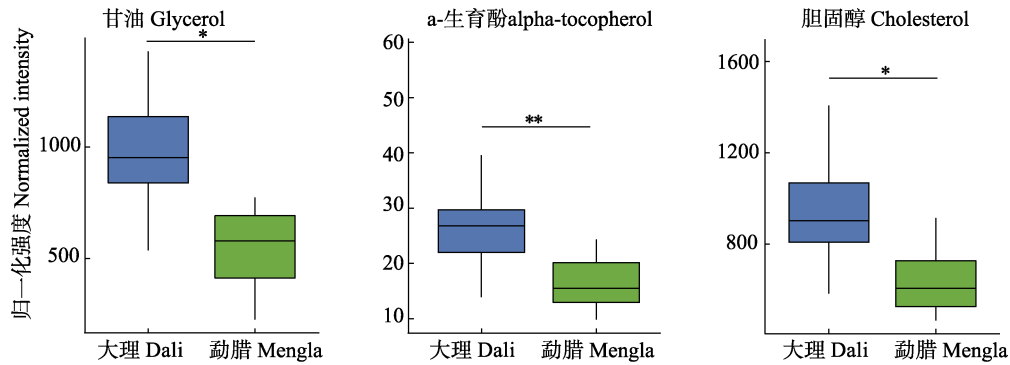 甘油 Glycerol
归一化强度 Normalized intensity
*
1000
500
大理 Dali
勐腊 Mengla
a-生育酚alpha-tocopherol
**
60
50
40
30
20
10
大理 Dali
勐腊 Mengla
胆固醇 Cholesterol
*
1600
1200
800
大理 Dali
勐腊 Mengla